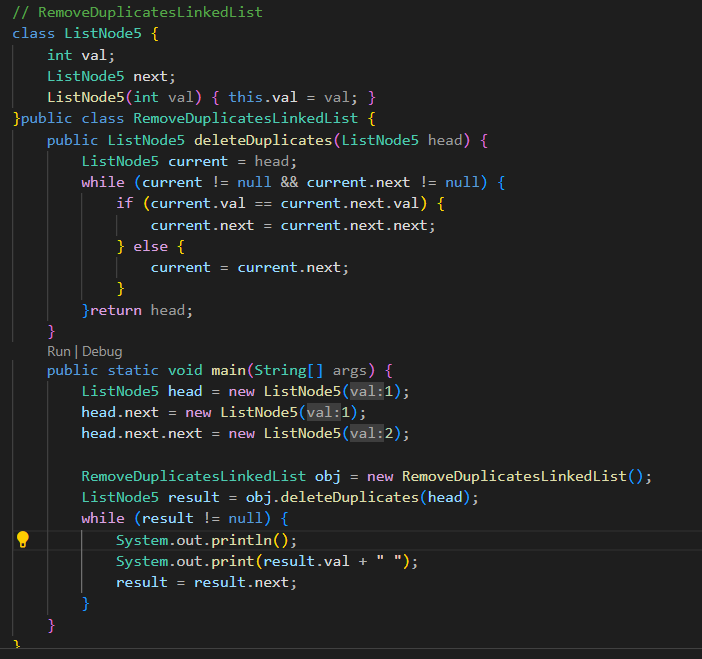 // RemoveDuplicatesLinkedList
class ListNode5 {
    int val;
    ListNode5 next;
    ListNode5(int val) { this.val = val; }
}public class RemoveDuplicatesLinkedList {
    public ListNode5 deleteDuplicates(ListNode5 head) {
        ListNode5 current = head;
        while (current != null && current.next != null) {
            if (current.val == current.next.val) {
                current.next = current.next.next;
            } else {
                current = current.next;
            }
        }return head;
    }
    Run | Debug
    public static void main(String[] args) {
        ListNode5 head = new ListNode5(val:1);
        head.next = new ListNode5(val:1);
        head.next.next = new ListNode5(val:2);

        RemoveDuplicatesLinkedList obj = new RemoveDuplicatesLinkedList();
        ListNode5 result = obj.deleteDuplicates(head);
        while (result != null) {
            System.out.println();
            System.out.print(result.val + " ");
            result = result.next;
        }
    }
}